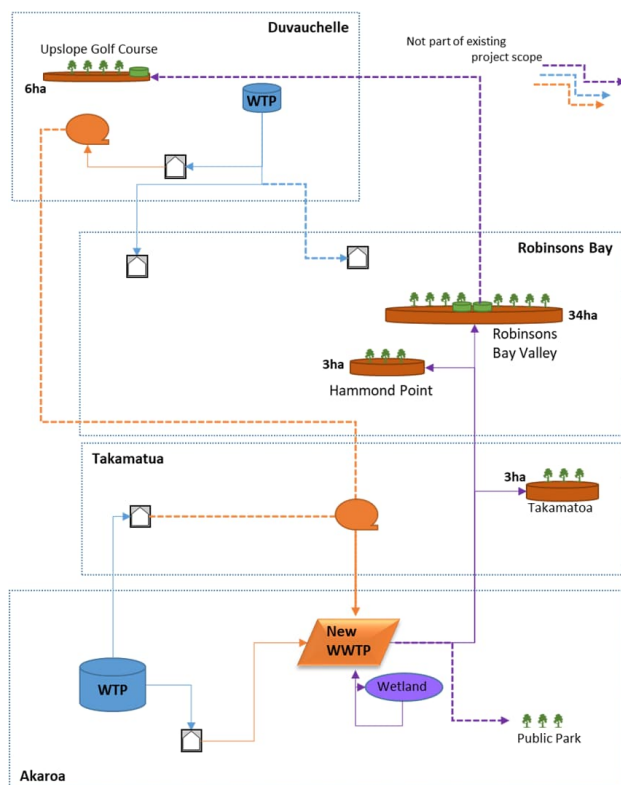 Duvauchelle
Upslope Golf Course
6ha
WTP
Not part of existing
project scope
Robinsons Bay
34ha
Robinsons
Bay Valley
3ha
Hammond Point
Takamatua
3ha
Takamatoa
New
WWTP
WTP
Wetland
Public Park
Akaroa